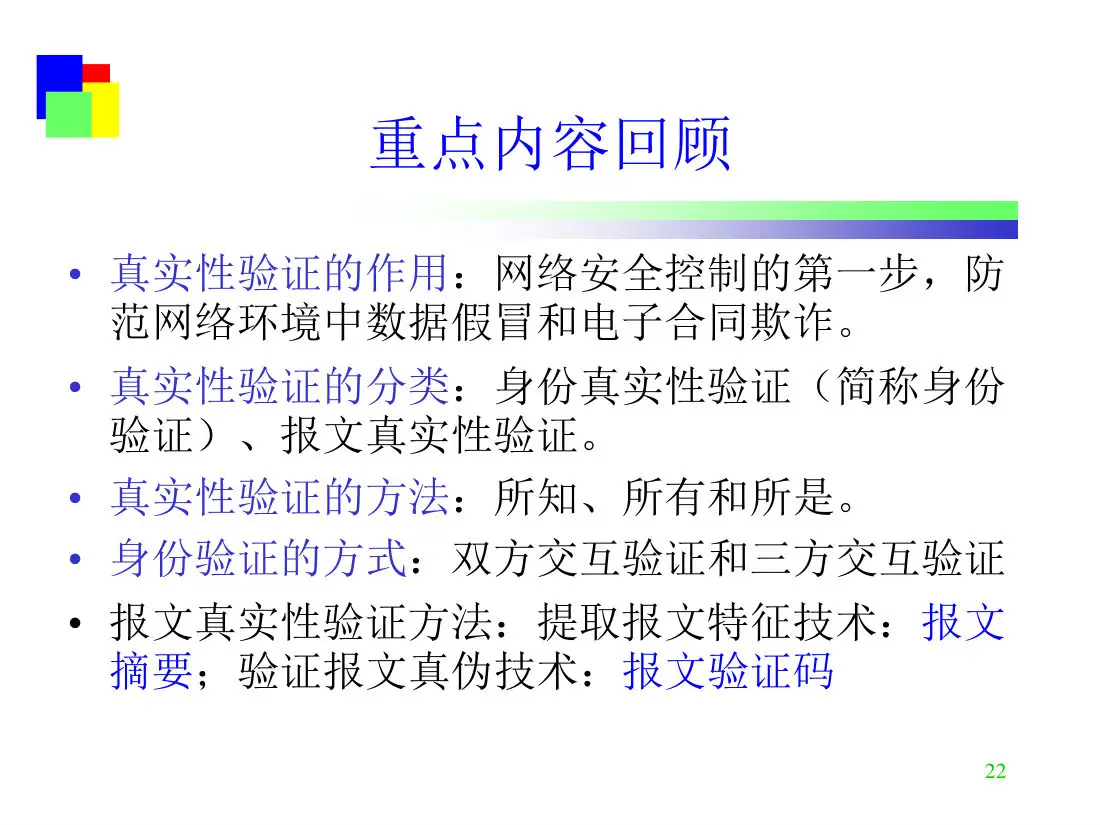 重点内容回顾
• 真实性验证的作用：网络安全控制的第一步，防
范网络环境中数据假冒和电子合同欺诈。
• 真实性验证的分类：身份真实性验证（简称身份
验证）、报文真实性验证。
• 真实性验证的方法：所知、所有和所是。
• 身份验证的方式：双方交互验证和三方交互验证
• 报文真实性验证方法：提取报文特征技术：报文
摘要；验证报文真伪技术：报文验证码
22